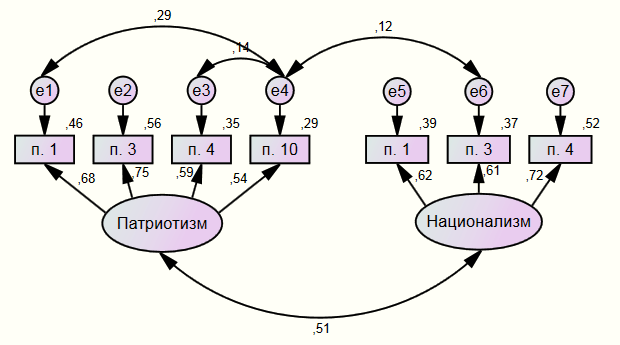 ,29
,12
,14
e1 e2 e3 e4 e5 e6 e7
,46 ,56 ,35 ,29 ,39 ,37 ,52
п. 1 п. 3 п. 4 п. 10 п. 1 п. 3 п. 4
,68 ,75 ,59 ,54 ,62 ,61 ,72
Патриотизм Национализм
,51